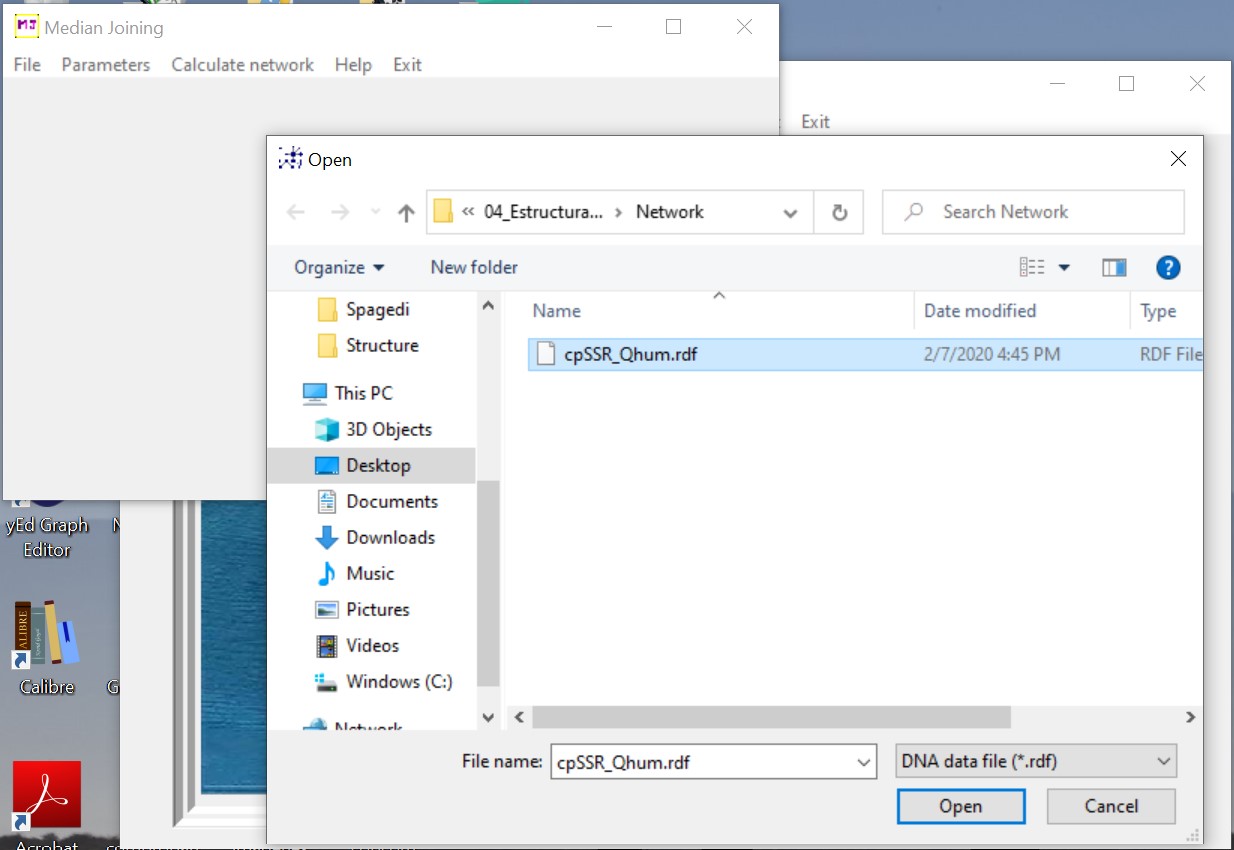 MJ Median Joining
File Parameters Calculate network Help Exit
Exit
Open
« 04_Estructura... › Network
Search Network
Organize New folder
Name Date modified Type
Spagedi
Structure
This PC
3D Objects
Desktop
Documents
Downloads
Music
Pictures
Videos
Windows (C:)
Network
cpSSR_Qhum.rdf 2/7/2020 4:45 PM RDF File
File name: cpSSR_Qhum.rdf DNA data file (*.rdf)
Open Cancel
yEd Graph
Editor
ALIBRE
Calibre
Acrobat